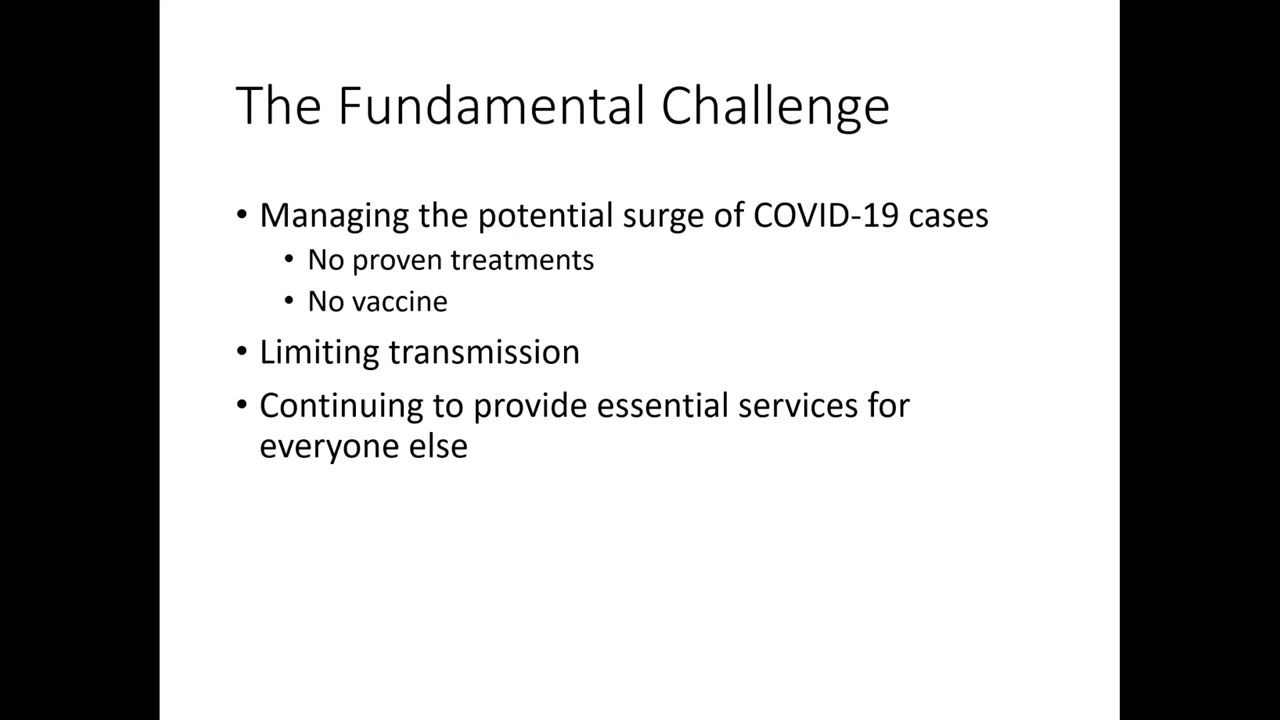 The Fundamental Challenge
• Managing the potential surge of COVID-19 cases
• No proven treatments
• No vaccine
• Limiting transmission
• Continuing to provide essential services for
everyone else